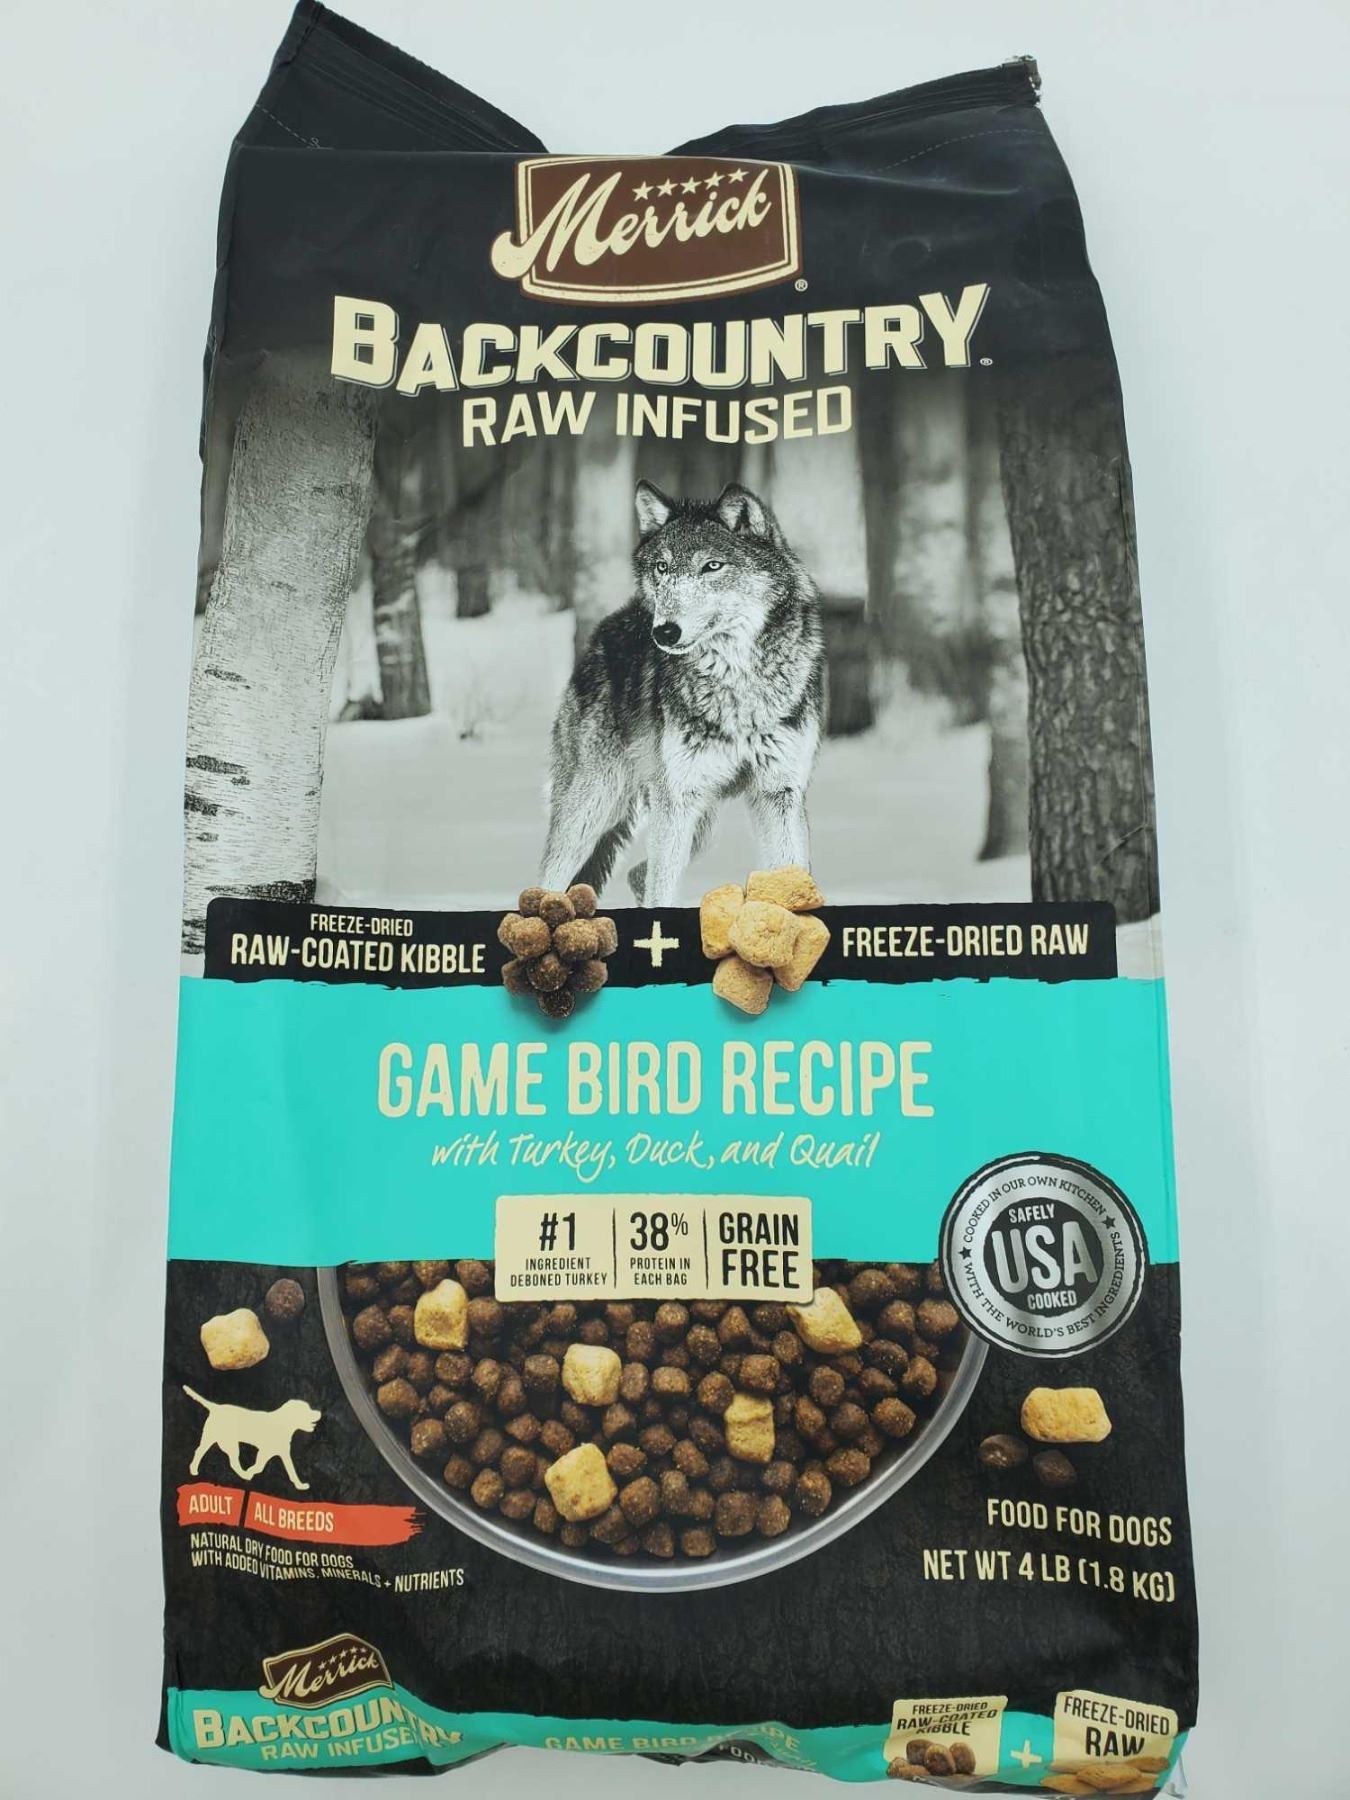 Merrick®
BACKCOUNTRY®
RAW INFUSED
FREEZE-DRIED
RAW-COATED KIBBLE
+
FREEZE-DRIED RAW
GAME BIRD RECIPE
with Turkey, Duck, and Quail
#1
INGREDIENT
DEBONED TURKEY
38%
PROTEIN IN
EACH BAG
GRAIN
FREE
COOKED IN OUR OWN KITCHEN ★ WITH THE WORLD'S BEST INGREDIENTS ★
SAFELY
USA
COOKED
ADULT
ALL BREEDS
NATURAL DRY FOOD FOR DOGS
WITH ADDED VITAMINS, MINERALS + NUTRIENTS
FOOD FOR DOGS
NET WT 4 LB (1.8 KG)
Merrick
BACKCOUNTRY
RAW INFUSED
GAME BIRD
FREEZE-DRIED
RAW-COATED
KIBBLE
+
FREEZE-DRIED
RAW